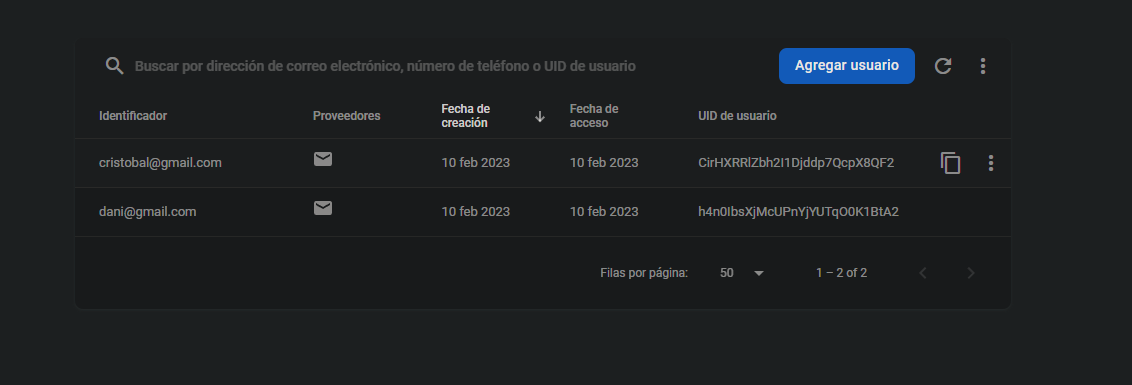 Buscar por dirección de correo electrónico, número de teléfono o UID de usuario
Agregar usuario
Identificador Proveedores Fecha de creación Fecha de acceso UID de usuario
cristobal@gmail.com 10 feb 2023 10 feb 2023 CirHXRRlZbh2I1Djddp7QcpX8QF2
dani@gmail.com 10 feb 2023 10 feb 2023 h4n0IbsXjMcUPnYjYUTqO0K1BtA2
Filas por página: 50 1 – 2 of 2